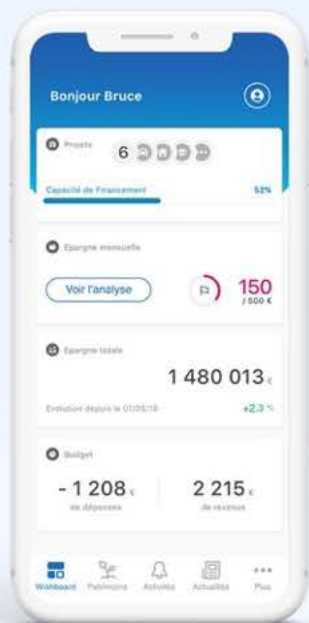 Bonjour Bruce
Projets
6
Capacité de Financement 52%
Epargne mensuelle
Voir l'analyse
150
/ 500 €
Epargne totale
1 480 013 €
Evolution depuis le 01/06/18 +2.3 %
Budget
- 1 208 € 2 215 €
de dépenses de revenus
Wishboard Patrimoine Activités Actualités Plus